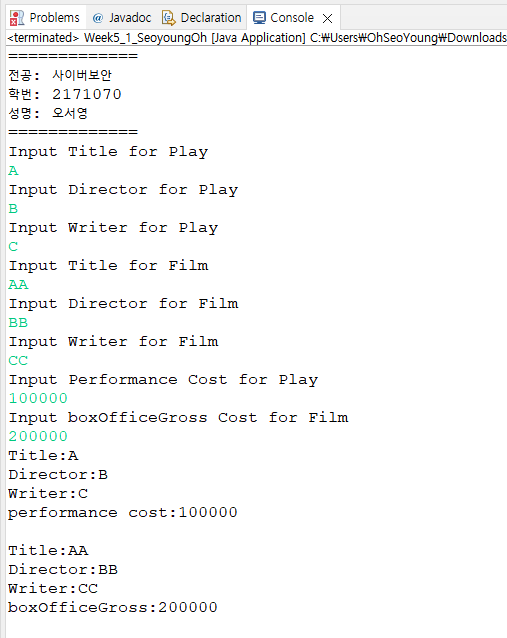 Problems Javadoc Declaration Console
<terminated> Week5_1_SeoyoungOh [Java Application] C:₩Users₩OhSeoYoung₩Downloads
=============
전공: 사이버보안
학번: 2171070
성명: 오서영
=============
Input Title for Play
A
Input Director for Play
B
Input Writer for Play
C
Input Title for Film
AA
Input Director for Film
BB
Input Writer for Film
CC
Input Performance Cost for Play
100000
Input boxOfficeGross Cost for Film
200000
Title:A
Director:B
Writer:C
performance cost:100000
Title:AA
Director:BB
Writer:CC
boxOfficeGross:200000